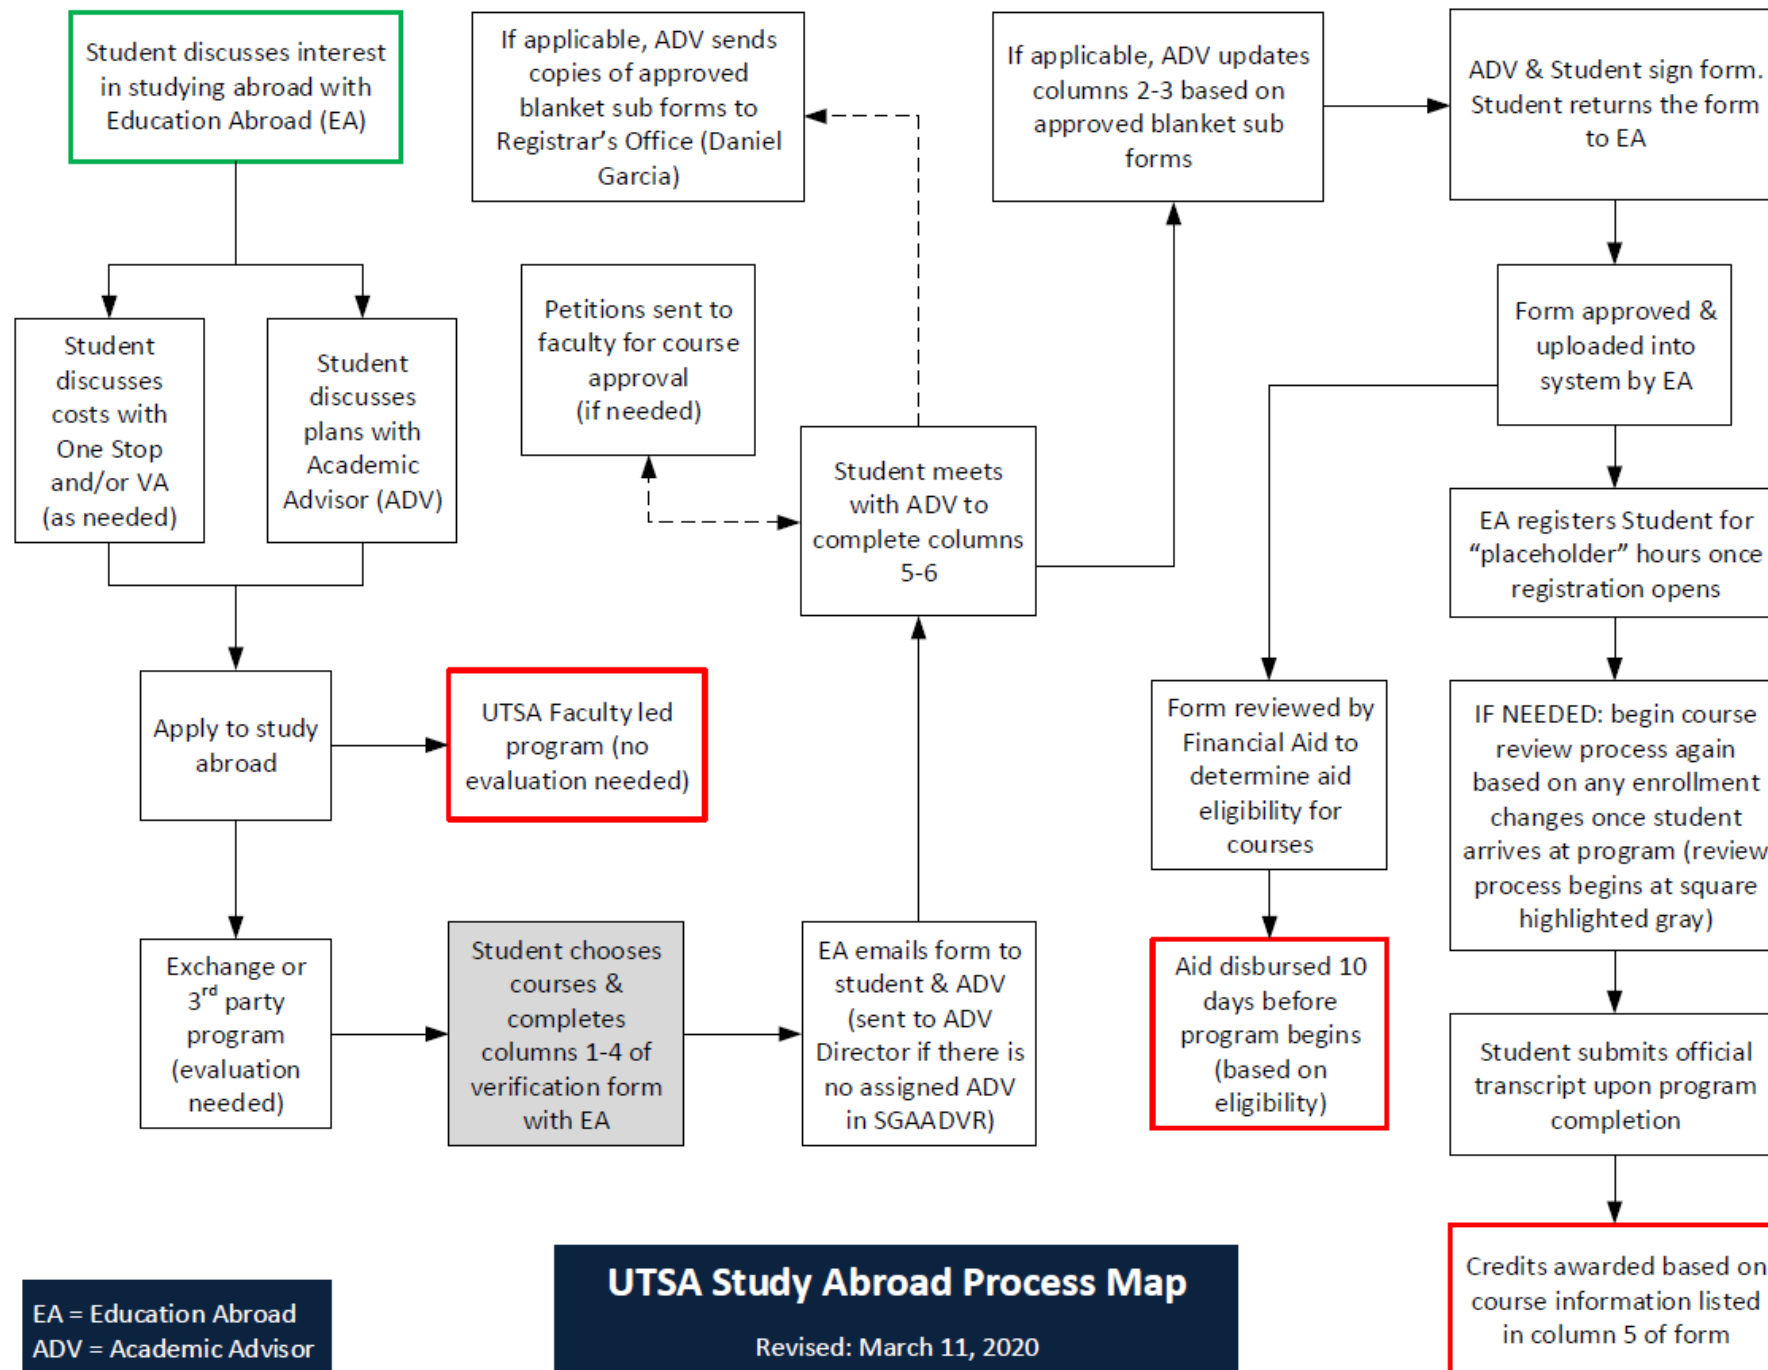 Student discusses interest
in studying abroad with
Education Abroad (EA)
Student
discusses
costs with
One Stop
and/or VA
(as needed)
Student
discusses
plans with
Academic
Advisor (ADV)
Apply to study
abroad
UTSA Faculty led
program (no
evaluation needed)
Exchange or
3rd party
program
(evaluation
needed)
Student chooses
courses &
completes
columns 1-4 of
verification form
with EA
EA emails form to
student & ADV
(sent to ADV
Director if there is
no assigned ADV
in SGAADVR)
Student meets
with ADV to
complete columns
5-6
Petitions sent to
faculty for course
approval
(if needed)
If applicable, ADV sends
copies of approved
blanket sub forms to
Registrar’s Office (Daniel
Garcia)
If applicable, ADV updates
columns 2-3 based on
approved blanket sub
forms
ADV & Student sign form.
Student returns the form
to EA
Form approved &
uploaded into
system by EA
Form reviewed by
Financial Aid to
determine aid
eligibility for
courses
Aid disbursed 10
days before
program begins
(based on
eligibility)
EA registers Student for
“placeholder” hours once
registration opens
IF NEEDED: begin course
review process again
based on any enrollment
changes once student
arrives at program (review
process begins at square
highlighted gray)
Student submits official
transcript upon program
completion
Credits awarded based on
course information listed
in column 5 of form
EA = Education Abroad
ADV = Academic Advisor
UTSA Study Abroad Process Map
Revised: March 11, 2020